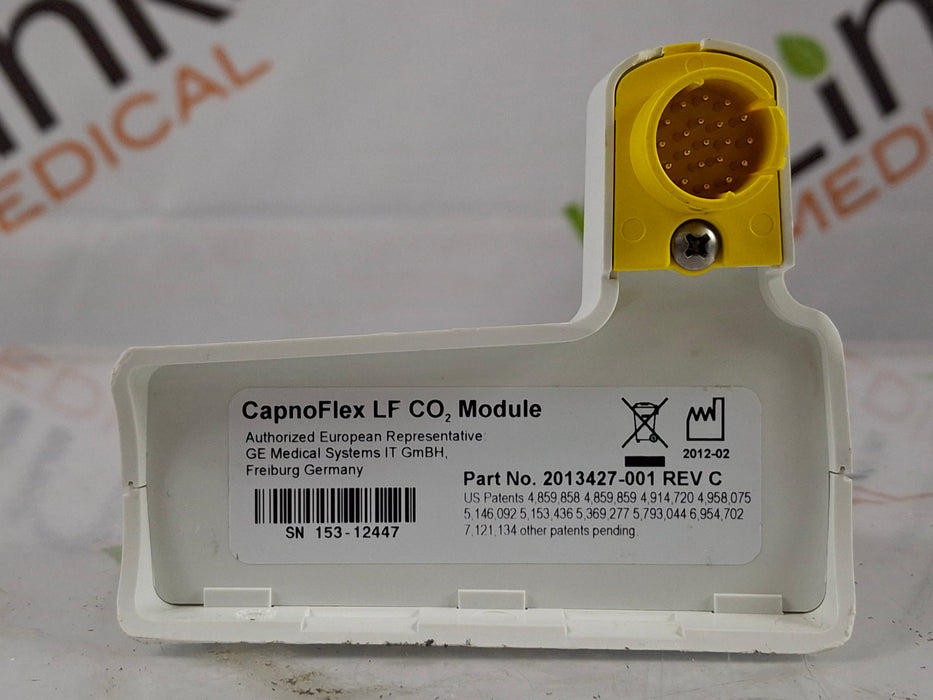 MEDICAL
MEDIC
CapnoFlex LF CO₂ Module
Authorized European Representative:
GE Medical Systems IT GmBH,
Freiburg Germany
2012-02
Part No. 2013427-001 REV C
US Patents 4,859,858 4,859,859 4,914,720 4,958,075
5,146,092 5,153,436 5,369,277 5,793,044 6,954,702
7,121,134 other patents pending.
SN 153-12447